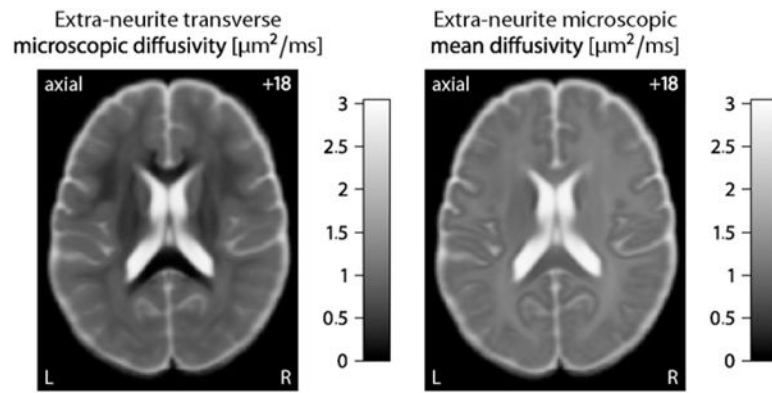 Extra-neurite transverse
microscopic diffusivity [μm²/ms]
axial +18
3
2.5
2
1.5
1
0.5
0
L R
Extra-neurite microscopic
mean diffusivity [μm²/ms]
axial +18
3
2.5
2
1.5
1
0.5
0
L R